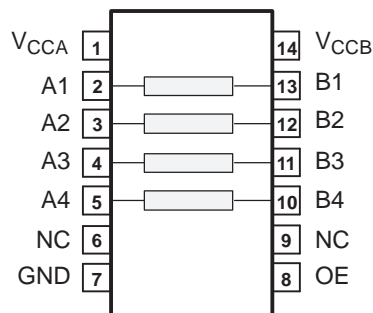 VCCA 1 14 VCCB
A1 2 13 B1
A2 3 12 B2
A3 4 11 B3
A4 5 10 B4
NC 6 9 NC
GND 7 8 OE